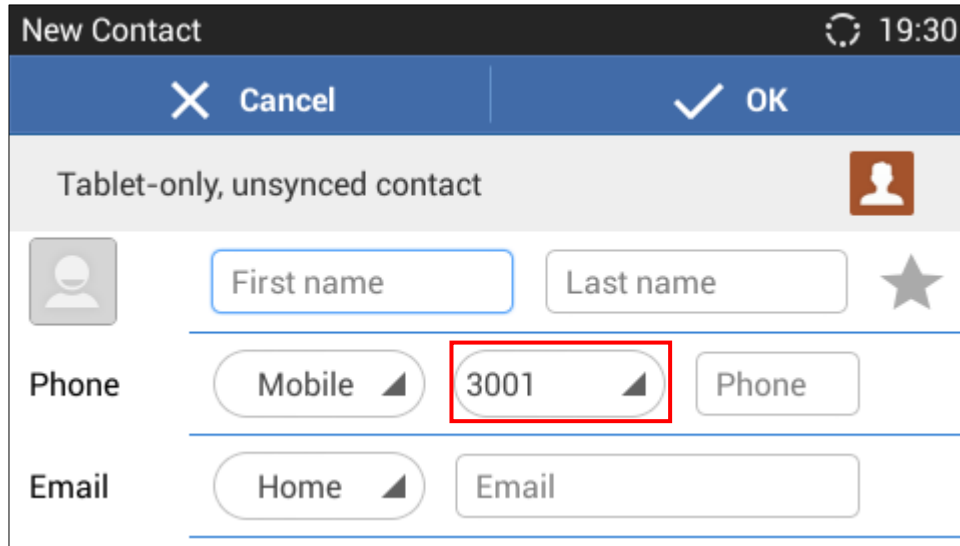 New Contact 19:30
Cancel OK
Tablet-only, unsynced contact
First name Last name
Phone Mobile 3001 Phone
Email Home Email